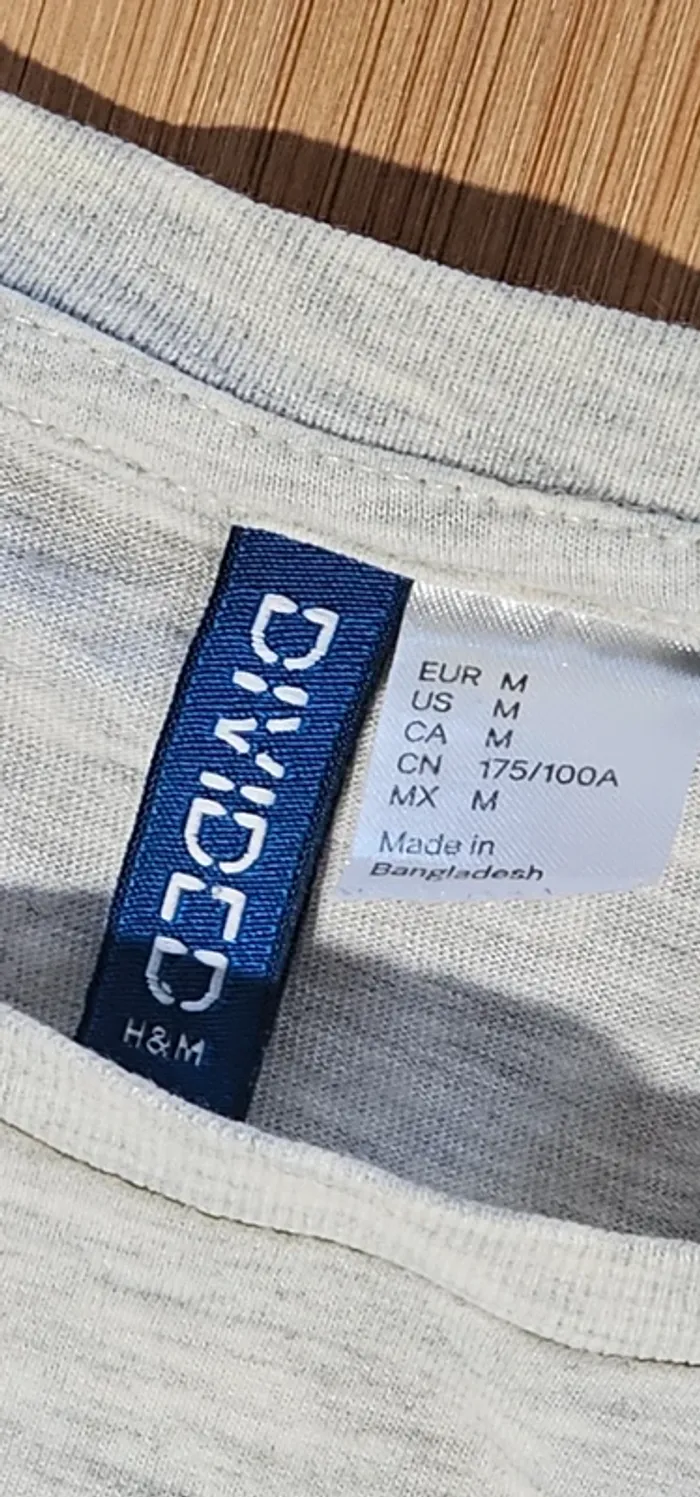 DIVIDED
H&M
EUR M
US M
CA M
CN 175/100A
MX M
Made in
Bangladesh